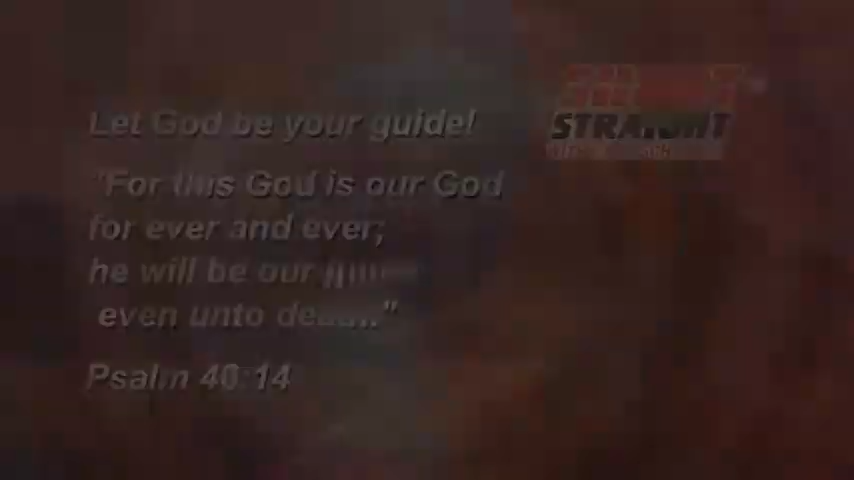 Let God be your guide!
"For this God is our God
for ever and ever;
he will be our
even unto
Psalm 48:14
STRAIGHT